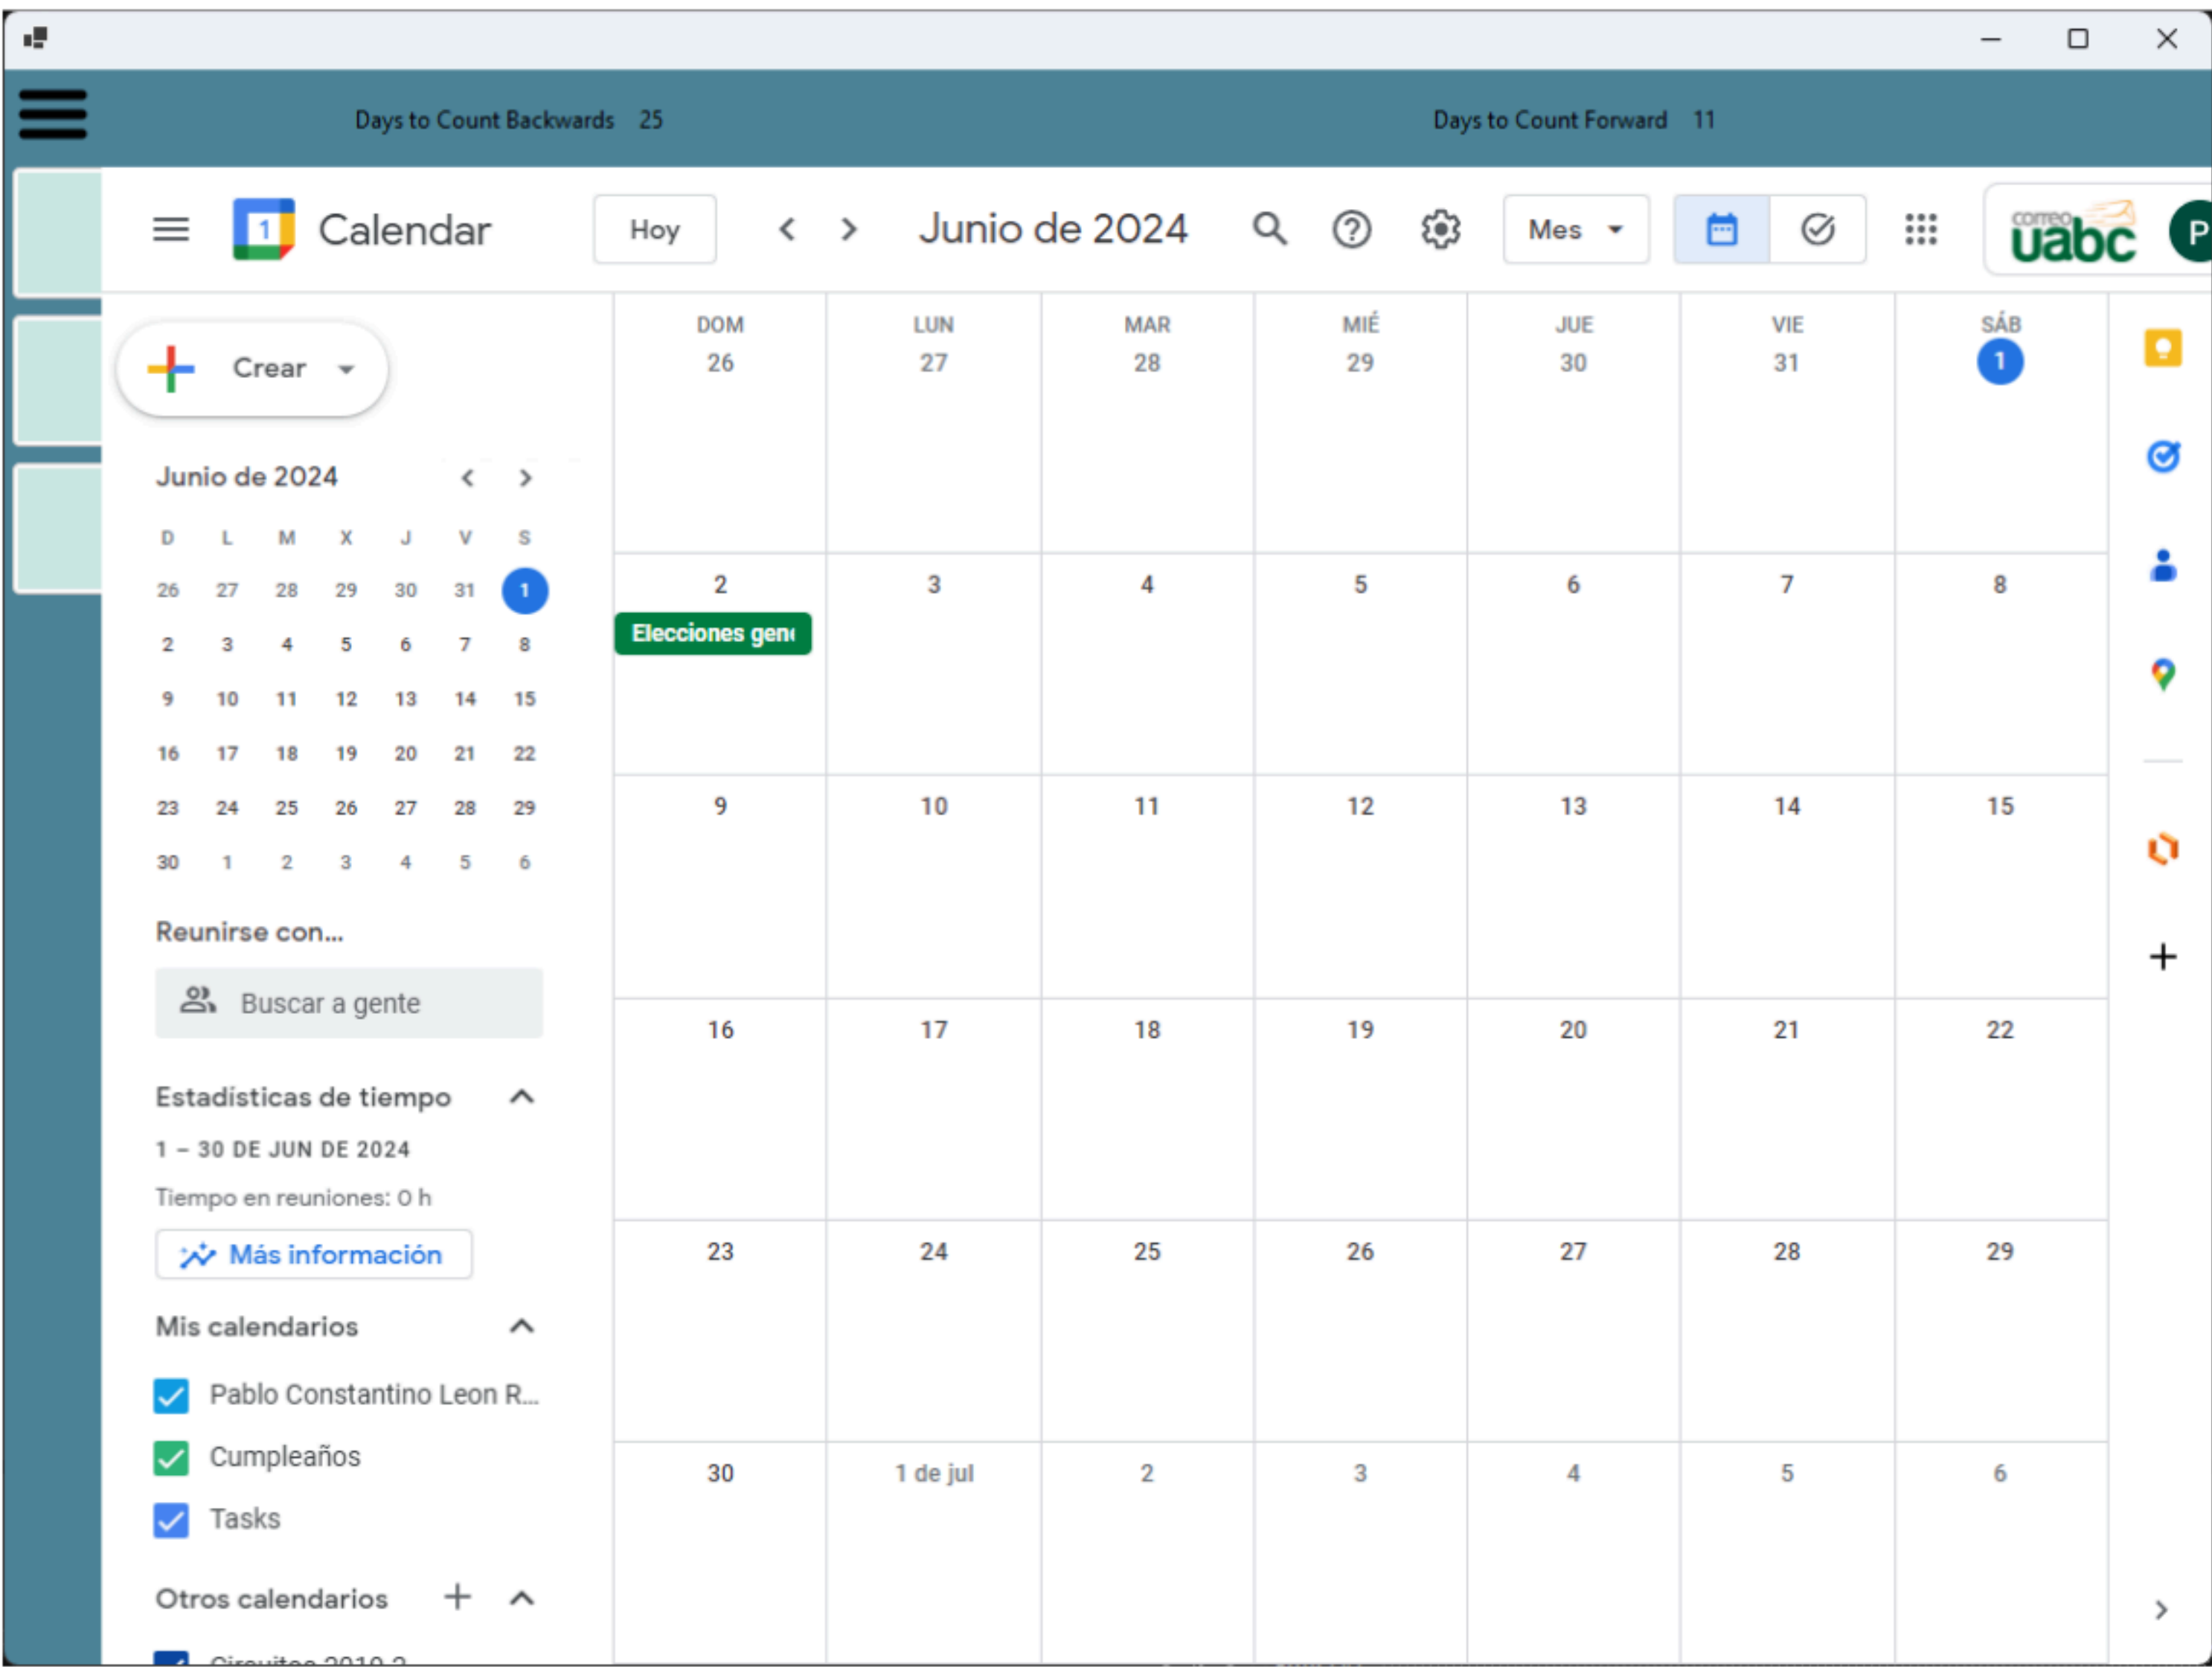 Days to Count Backwards 25 Days to Count Forward 11
Calendar Hoy Junio de 2024 Mes correo uabc P
Crear
Junio de 2024
D L M X J V S
26 27 28 29 30 31 1
2 3 4 5 6 7 8
9 10 11 12 13 14 15
16 17 18 19 20 21 22
23 24 25 26 27 28 29
30 1 2 3 4 5 6
Reunirse con...
Buscar a gente
Estadísticas de tiempo
1 – 30 DE JUN DE 2024
Tiempo en reuniones: 0 h
Más información
Mis calendarios
Pablo Constantino Leon R...
Cumpleaños
Tasks
Otros calendarios
Circuitos 2019-2
DOM LUN MAR MIÉ JUE VIE SÁB
26 27 28 29 30 31 1
2 3 4 5 6 7 8
Elecciones gen
9 10 11 12 13 14 15
16 17 18 19 20 21 22
23 24 25 26 27 28 29
30 1 de jul 2 3 4 5 6